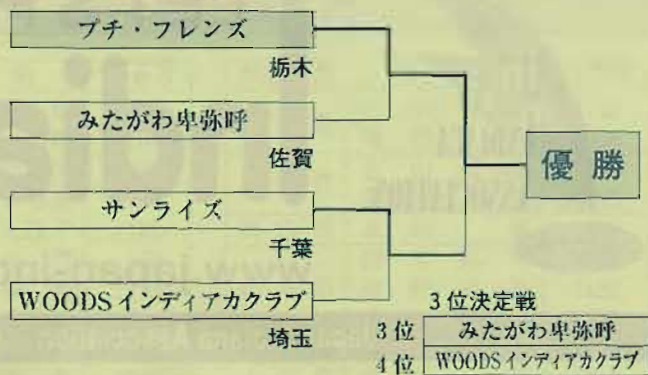 プチ・フレンズ
栃木
みたがわ卑弥呼
佐賀
サンライズ
千葉
WOODSインディアカクラブ
埼玉
優勝
3位決定戦
3位 みたがわ卑弥呼
4位 WOODSインディアカクラブ